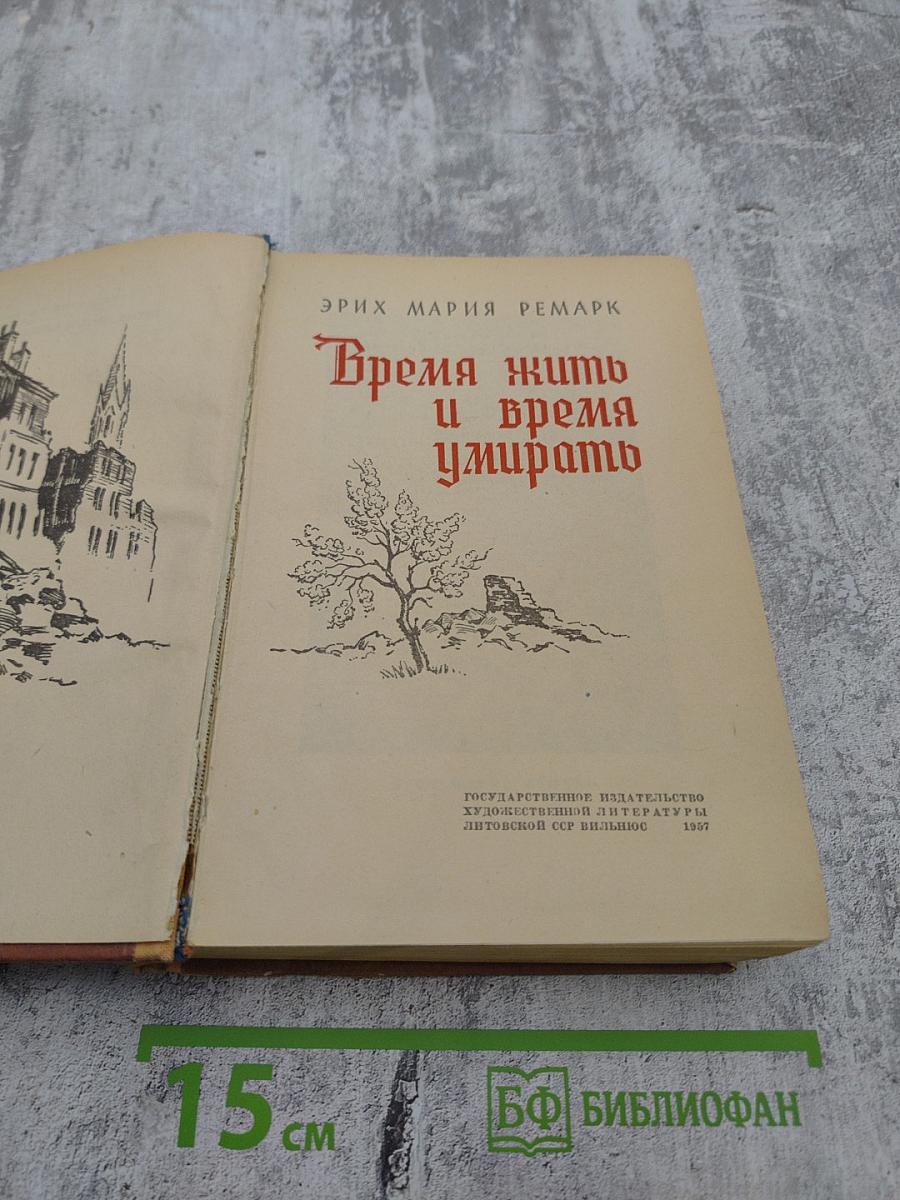 ЭРИХ МАРИЯ РЕМАРК
Время жить
и время
умирать
ГОСУДАРСТВЕННОЕ ИЗДАТЕЛЬСТВО
ХУДОЖЕСТВЕННОЙ ЛИТЕРАТУРЫ
ЛИТОВСКОЙ ССР ВИЛЬНЮС 1957
15 см
БФ БИБЛИОФАН